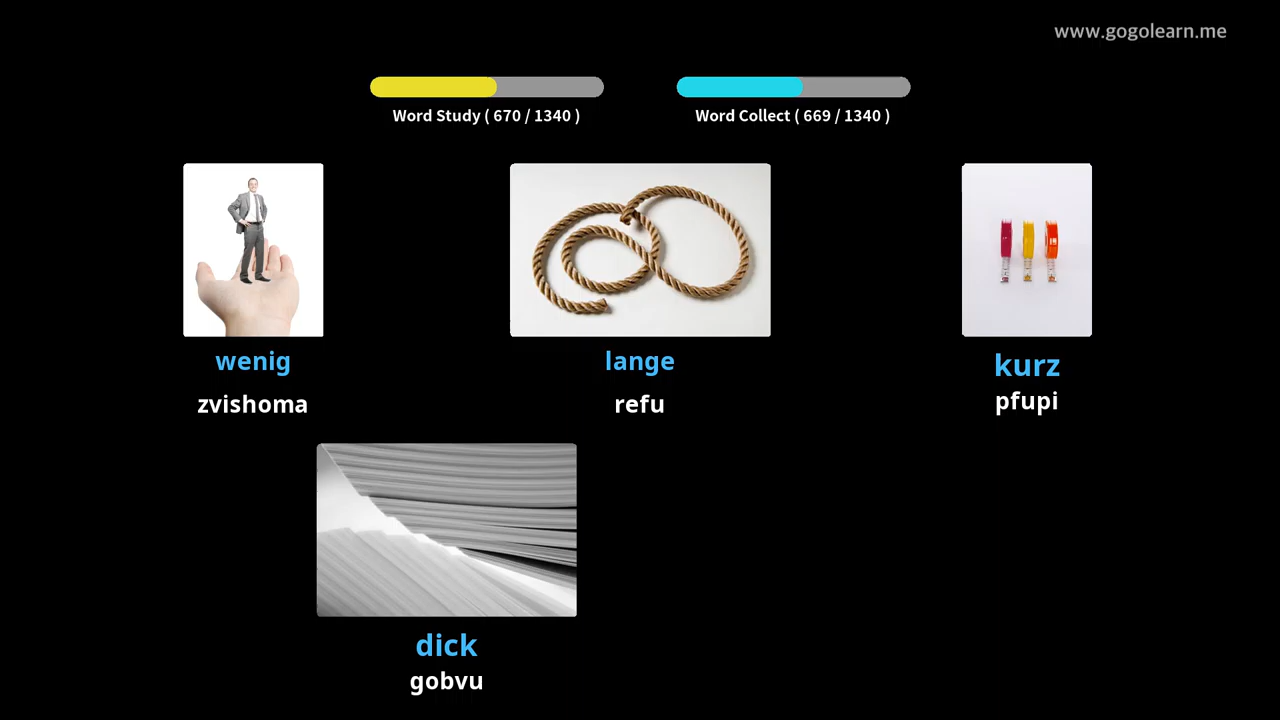 www.gogolearn.me
Word Study ( 670 / 1340 )
Word Collect ( 669 / 1340 )
wenig
zvishoma
lange
refu
kurz
pfupi
dick
gobvu